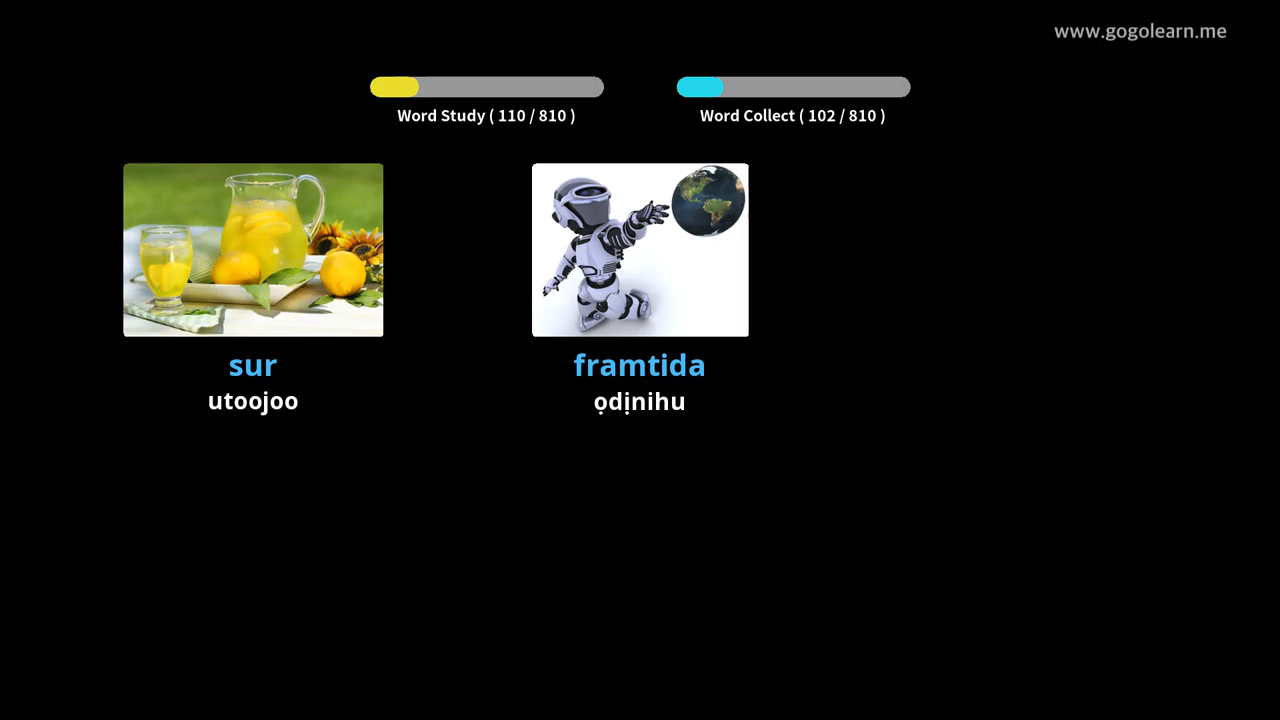 www.gogolearn.me
Word Study ( 110 / 810 )
Word Collect ( 102 / 810 )
sur
utoojoo
framtida
ọdịnihu